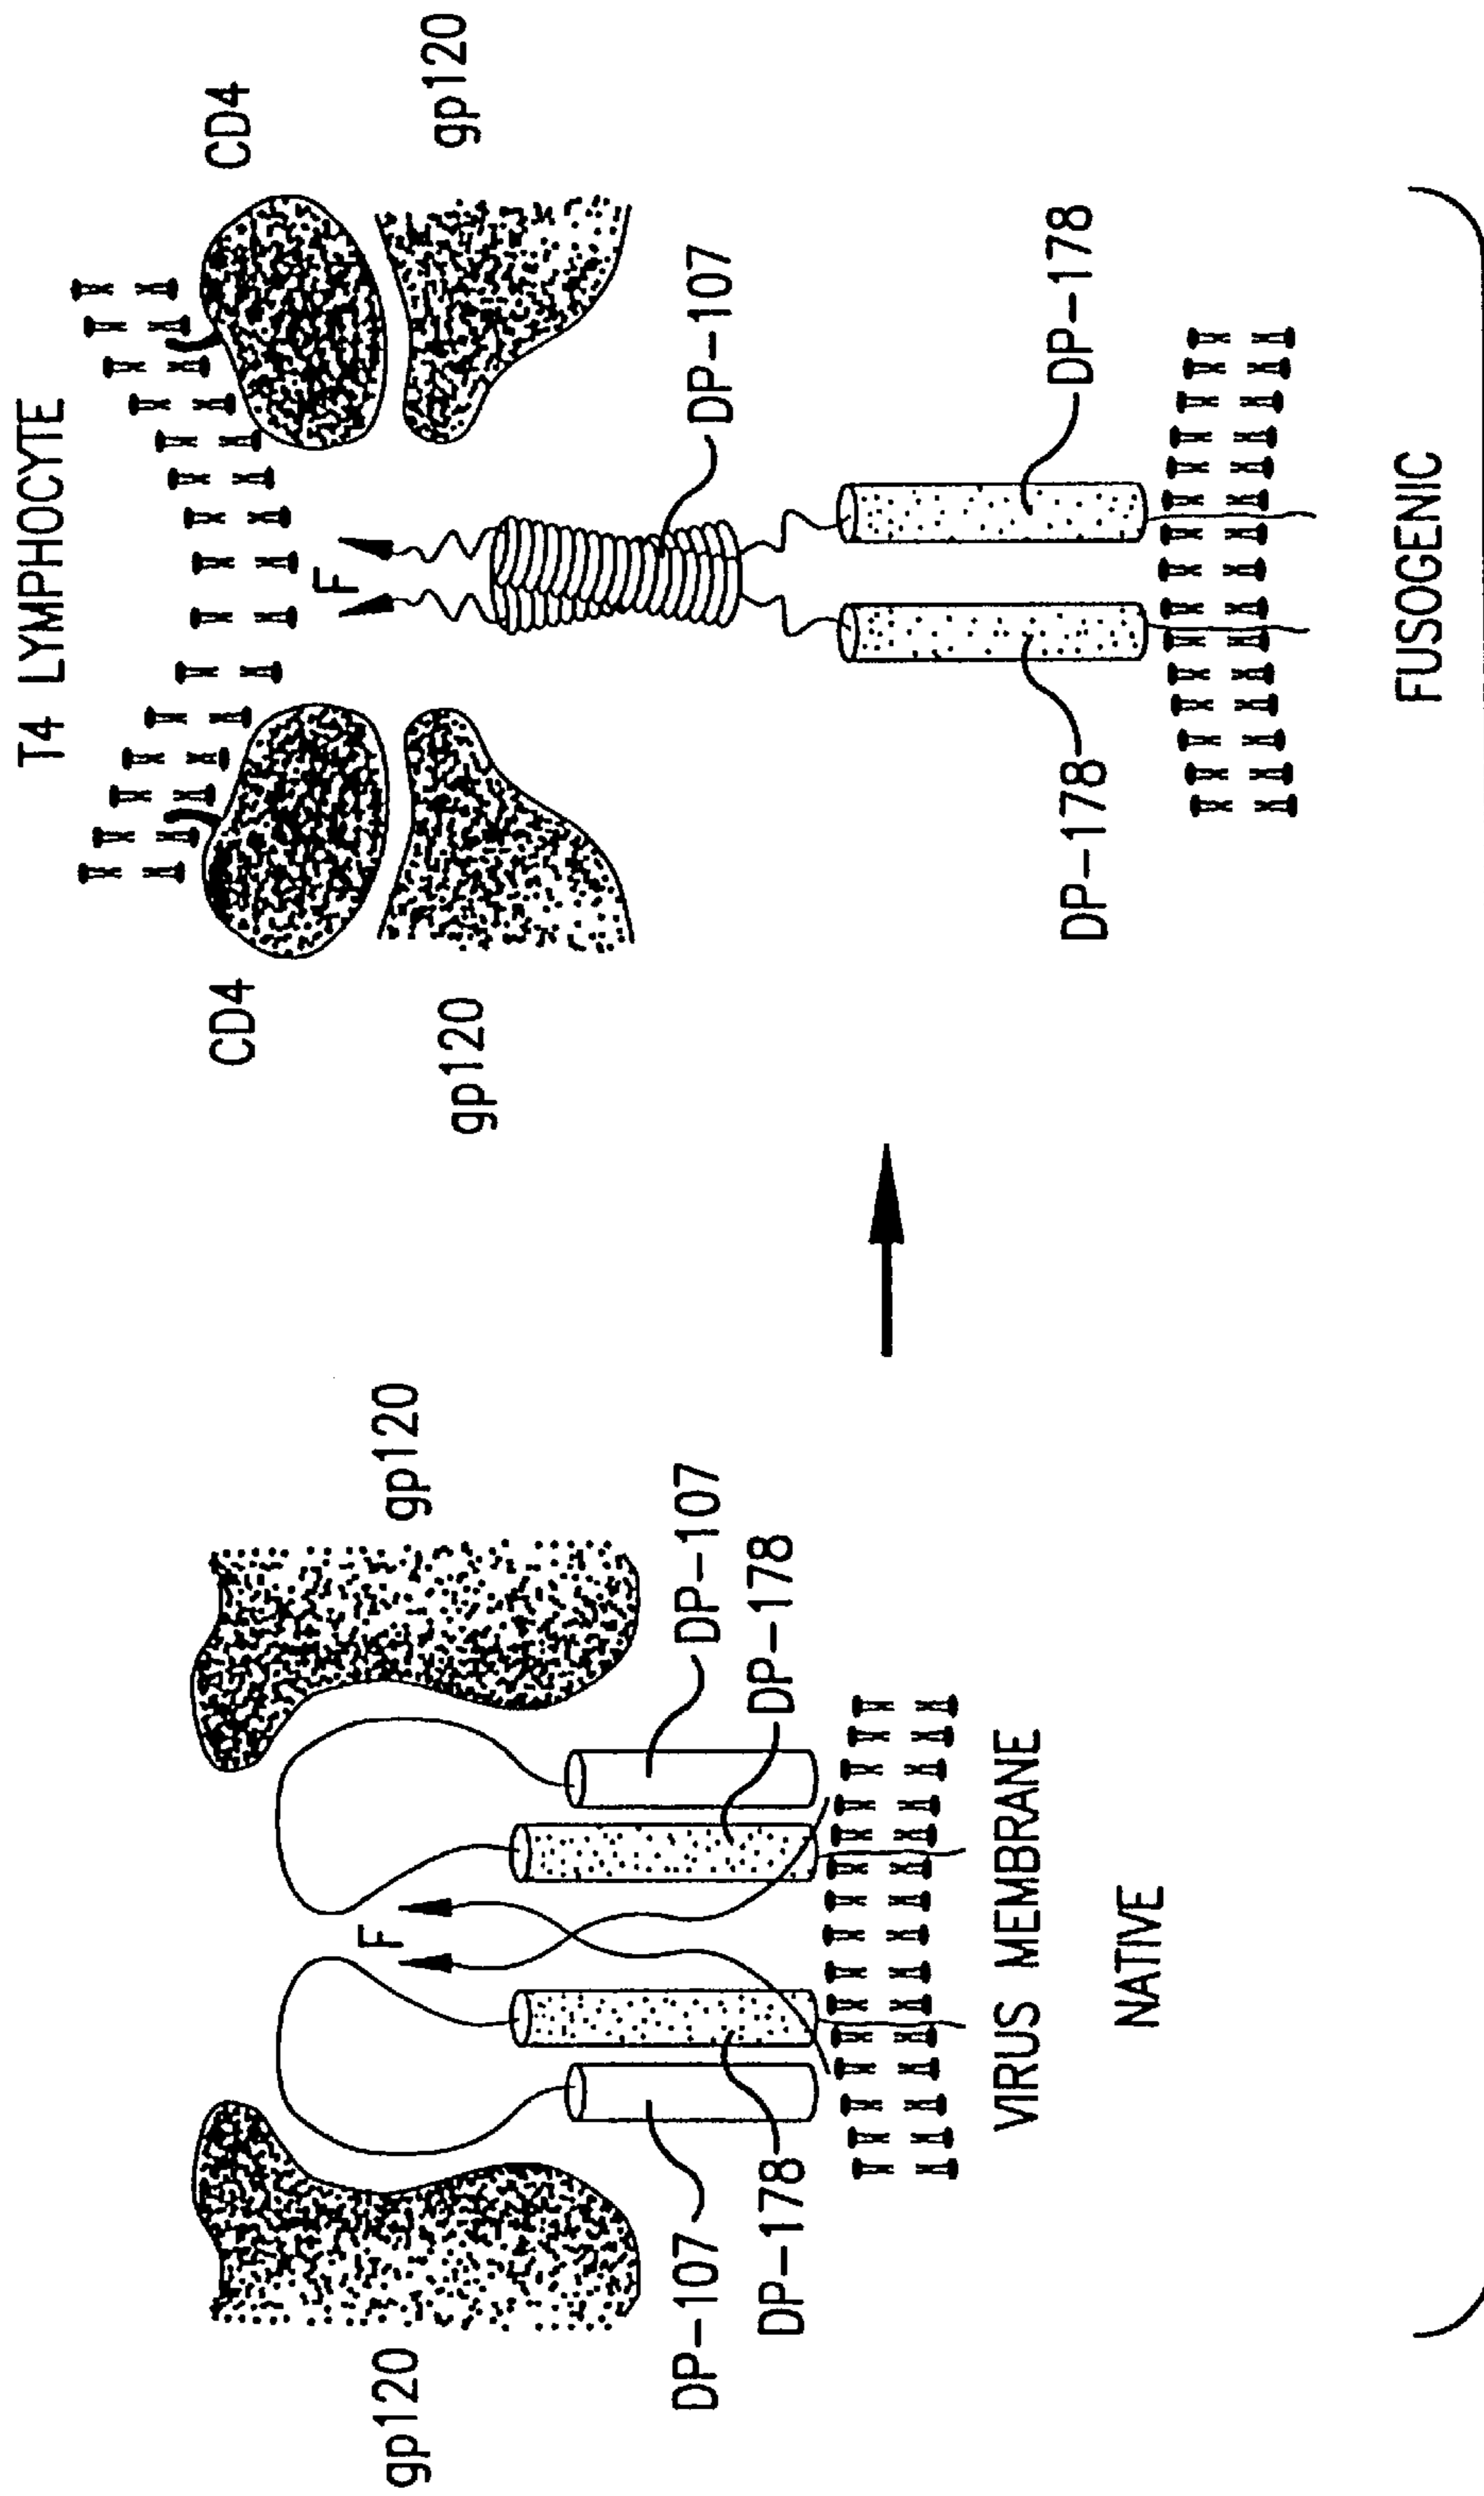 gp120
gp120
F
DP-107
DP-178
DP-107
DP-178
VIRUS MEMBRANE
NATIVE
T4 LYMPHOCYTE
CD4
CD4
gp120
gp120
F
DP-107
DP-178
DP-178
FUSOGENIC